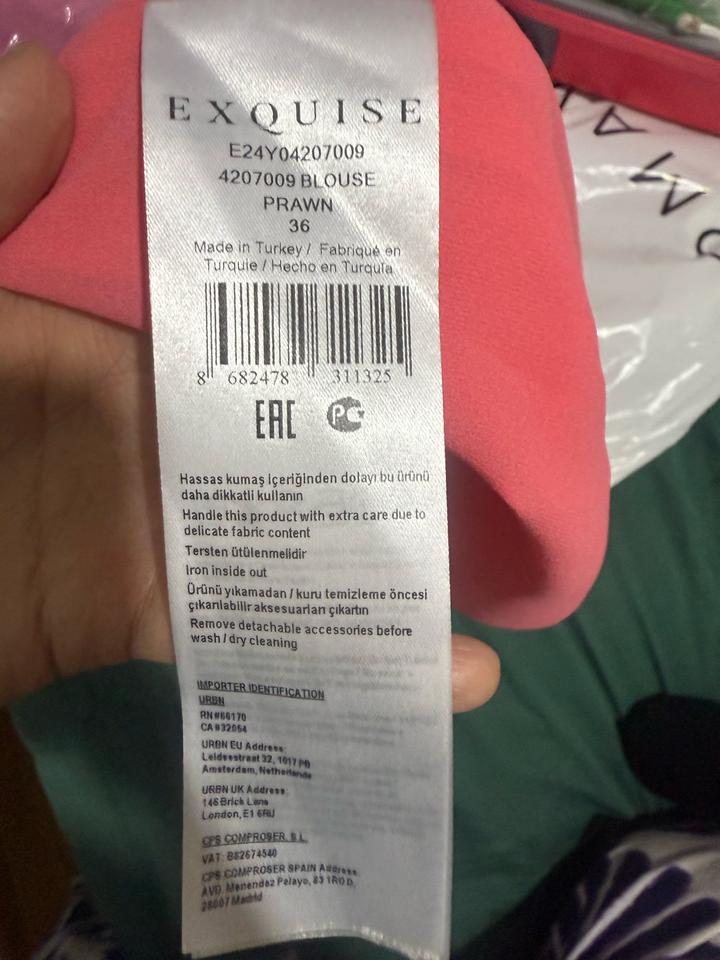 EXQUISE
E24Y04207009
4207009 BLOUSE
PRAWN
36
Made in Turkey / Fabriqué en
Turquie / Hecho en Turquía
8 682478 311325
EAC
PC
Hassas kumaş içeriğinden dolayı bu ürünü
daha dikkatli kullanın
Handle this product with extra care due to
delicate fabric content
Tersten ütülenmelidir
Iron inside out
Ürünü yıkamadan / kuru temizleme öncesi
çıkarılabilir aksesuarları çıkartın
Remove detachable accessories before
wash / dry cleaning
IMPORTER IDENTIFICATION
URBN
RN#66170
CA#32054
URBN EU Address:
Leidsestraat 32, 1017 PB
Amsterdam, Netherlands
URBN UK Address:
146 Brick Lane
London, E1 6RU
CPS COMPROSER, S.L.
VAT: B82674540
CPS COMPROSER SPAIN Address:
AVD. Menendez Pelayo, 83 1RO D,
28007 Madrid